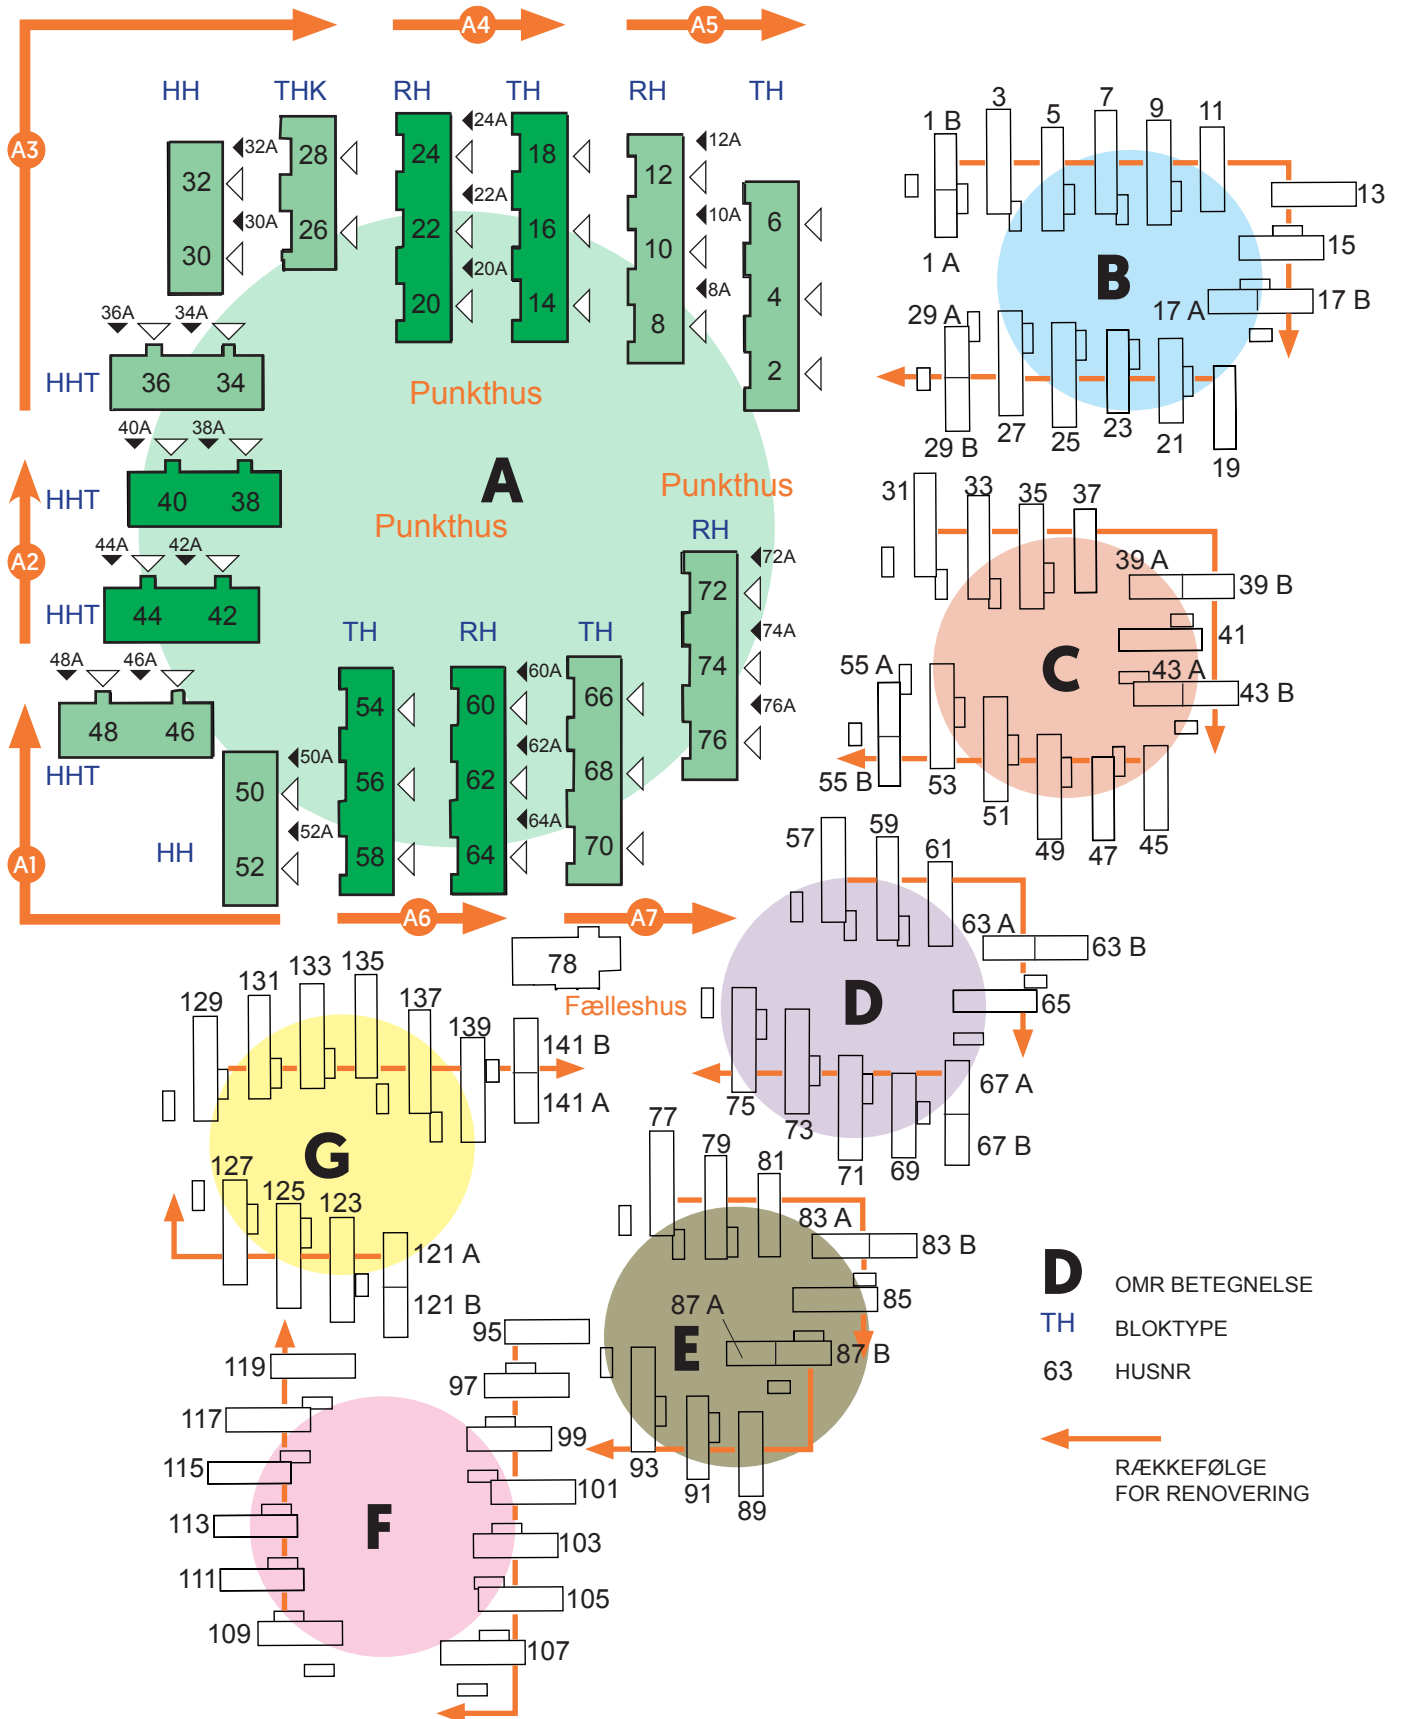 A4
A5
HH
THK
RH
TH
RH
TH
A3
32A
28
24
24A
18
12A
12
32
22A
6
30A
26
22
16
10A
10
30
20A
4
20
14
8A
8
2
36A
34A
HHT
36
34
Punkthus
40A
38A
A
HHT
40
38
Punkthus
Punkthus
RH
44A
42A
A2
HHT
44
42
72A
72
74A
74
76A
76
TH
RH
TH
48A
46A
48
46
HHT
54
60A
60
66
50A
50
56
62A
62
68
52A
HH
52
58
64A
64
70
A1
A6
A7
78
Fælleshus
1 B
3
5
7
9
11
13
15
1 A
B
17 A
17 B
29 A
29 B
27
25
23
21
19
31
33
35
37
39 A
39 B
41
C
43 A
43 B
55 A
55 B
53
51
49
47
45
57
59
61
63 A
63 B
D
65
67 A
67 B
75
73
71
69
129
131
133
135
137
139
141 B
141 A
G
127
125
123
121 A
121 B
77
79
81
83 A
83 B
85
87 A
E
87 B
93
91
89
119
117
115
113
111
109
F
95
97
99
101
103
105
107
D
OMR BETEGNELSE
TH
BLOKTYPE
63
HUSNR
RÆKKEFØLGE
FOR RENOVERING